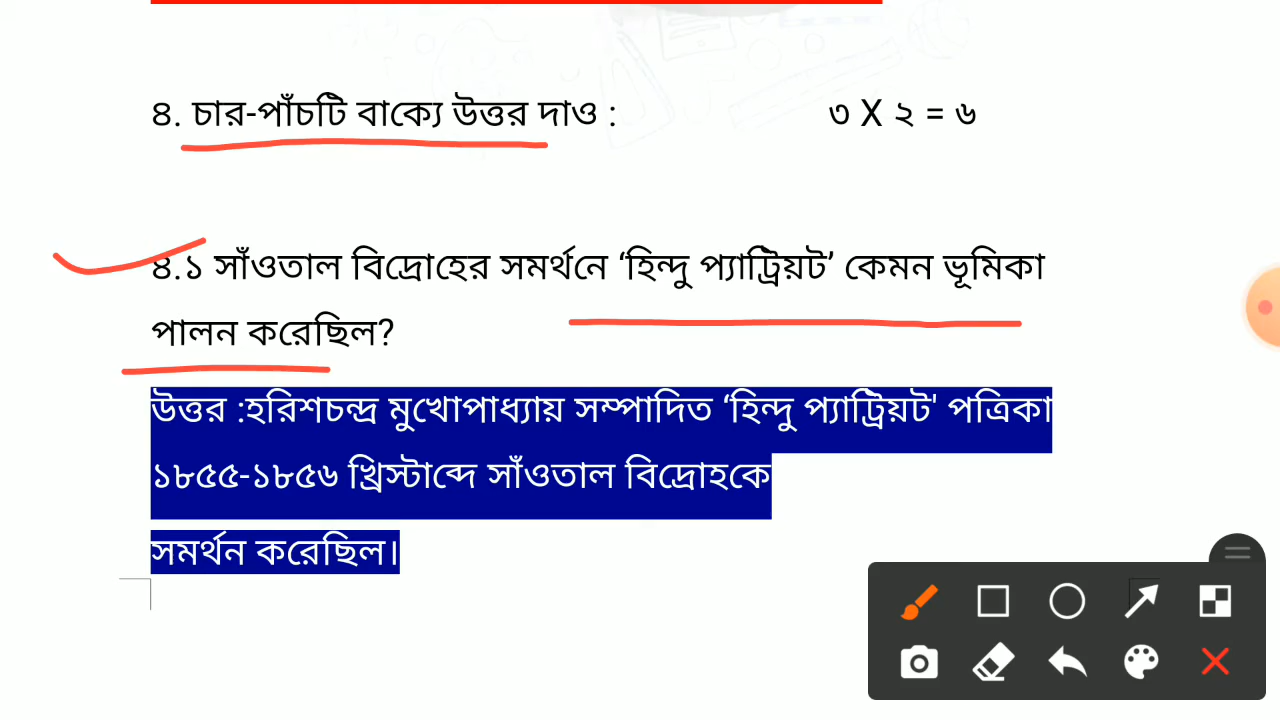 ৪. চার-পাঁচটি বাক্যে উত্তর দাও : ৩ X ২ = ৬
৪.১ সাঁওতাল বিদ্রোহের সমর্থনে ‘হিন্দু প্যাট্রিয়ট’ কেমন ভূমিকা
পালন করেছিল?
উত্তর :হরিশচন্দ্র মুখোপাধ্যায় সম্পাদিত ‘হিন্দু প্যাট্রিয়ট' পত্রিকা
১৮৫৫-১৮৫৬ খ্রিস্টাব্দে সাঁওতাল বিদ্রোহকে
সমর্থন করেছিল।